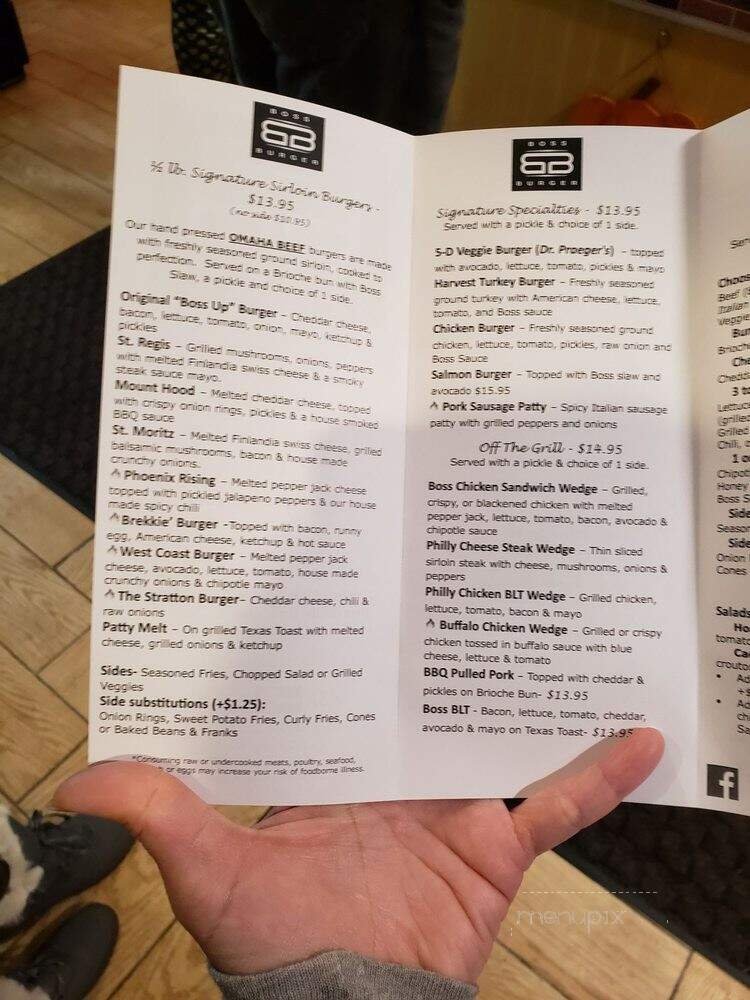 BOSS
BB
BURGER
½ lb. Signature Sirloin Burgers -
$13.95
(no side $10.95)
Our hand pressed OMAHA BEEF burgers are made
with freshly seasoned ground sirloin, cooked to
perfection. Served on a Brioche bun with Boss
Slaw, a pickle and choice of 1 side.
Original "Boss Up" Burger – Cheddar cheese,
bacon, lettuce, tomato, onion, mayo, ketchup &
pickles
St. Regis – Grilled mushrooms, onions, peppers
with melted Finlandia swiss cheese & a smoky
steak sauce mayo.
Mount Hood – Melted cheddar cheese, topped
with crispy onion rings, pickles & a house smoked
BBQ sauce
St. Moritz – Melted Finlandia swiss cheese, grilled
balsamic mushrooms, bacon & house made
crunchy onions.
Phoenix Rising – Melted pepper jack cheese
topped with pickled jalapeno peppers & our house
made spicy chili
Brekkie' Burger -Topped with bacon, runny
egg, American cheese, ketchup & hot sauce
West Coast Burger – Melted pepper jack
cheese, avocado, lettuce, tomato, house made
crunchy onions & chipotle mayo
The Stratton Burger– Cheddar cheese, chili &
raw onions
Patty Melt – On grilled Texas Toast with melted
cheese, grilled onions & ketchup
Sides- Seasoned Fries, Chopped Salad or Grilled
Veggies
Side substitutions (+$1.25):
Onion Rings, Sweet Potato Fries, Curly Fries, Cones
or Baked Beans & Franks
*Consuming raw or undercooked meats, poultry, seafood,
or eggs may increase your risk of foodborne illness.
BOSS
BB
BURGER
Signature Specialties - $13.95
Served with a pickle & choice of 1 side.
5-D Veggie Burger (Dr. Praeger's) – topped
with avocado, lettuce, tomato, pickles & mayo
Harvest Turkey Burger – Freshly seasoned
ground turkey with American cheese, lettuce,
tomato, and Boss sauce
Chicken Burger – Freshly seasoned ground
chicken, lettuce, tomato, pickles, raw onion and
Boss Sauce
Salmon Burger – Topped with Boss slaw and
avocado $15.95
Pork Sausage Patty – Spicy Italian sausage
patty with grilled peppers and onions
Off The Grill - $14.95
Served with a pickle & choice of 1 side.
Boss Chicken Sandwich Wedge – Grilled,
crispy, or blackened chicken with melted
pepper jack, lettuce, tomato, bacon, avocado &
chipotle sauce
Philly Cheese Steak Wedge – Thin sliced
sirloin steak with cheese, mushrooms, onions &
peppers
Philly Chicken BLT Wedge – Grilled chicken,
lettuce, tomato, bacon & mayo
Buffalo Chicken Wedge – Grilled or crispy
chicken tossed in buffalo sauce with blue
cheese, lettuce & tomato
BBQ Pulled Pork – Topped with cheddar &
pickles on Brioche Bun- $13.95
Boss BLT - Bacon, lettuce, tomato, cheddar,
avocado & mayo on Texas Toast- $13.95
Beef
Italian
Veggie
Brioche
3 to
Lettuce
Grilled
Chili,
Chipot
Honey
Boss S
Side
Season
Side
Onion
Cones
Salads
tomato
f
menupix